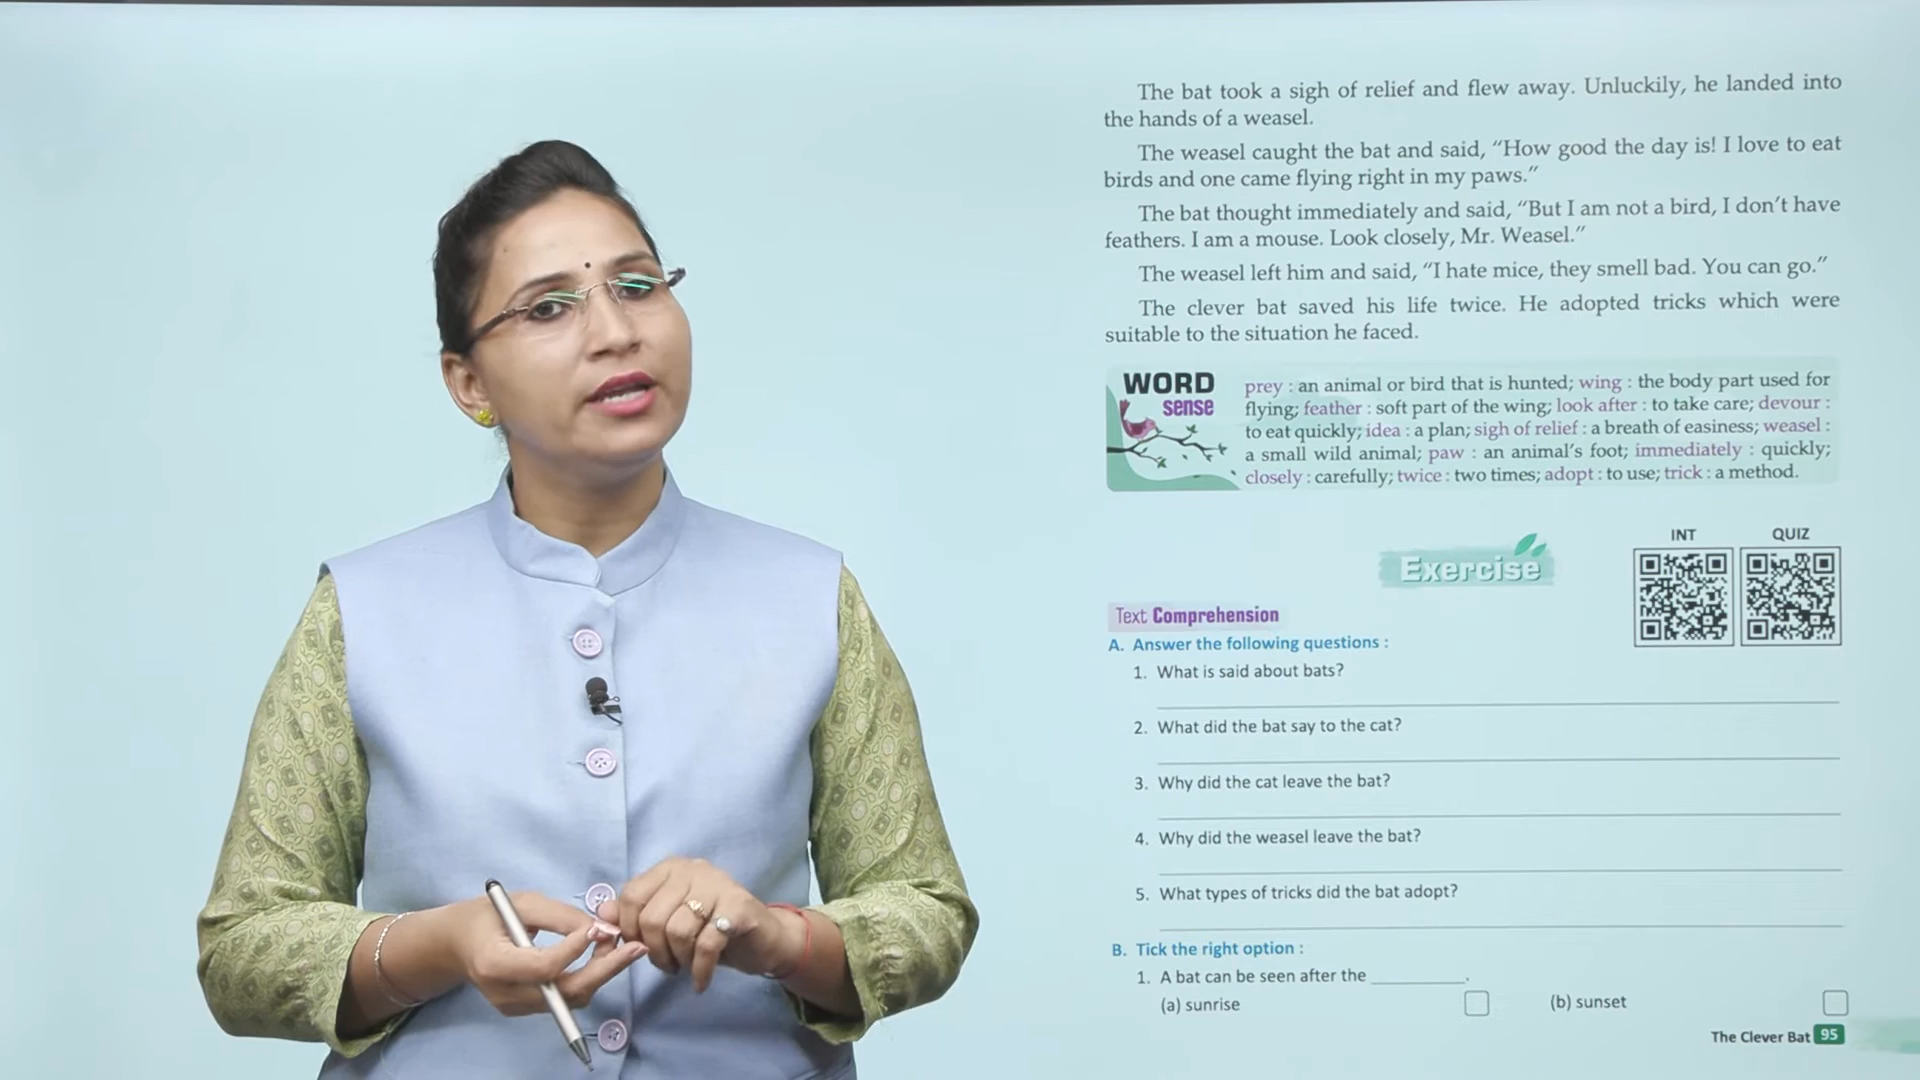 The bat took a sigh of relief and flew away. Unluckily, he landed into
the hands of a weasel.
The weasel caught the bat and said, “How good the day is! I love to eat
birds and one came flying right in my paws.”
The bat thought immediately and said, “But I am not a bird, I don’t have
feathers. I am a mouse. Look closely, Mr. Weasel.”
The weasel left him and said, “I hate mice, they smell bad. You can go.”
The clever bat saved his life twice. He adopted tricks which were
suitable to the situation he faced.
WORD
sense
prey : an animal or bird that is hunted; wing : the body part used for
flying; feather : soft part of the wing; look after : to take care; devour :
to eat quickly; idea : a plan; sigh of relief : a breath of easiness; weasel :
a small wild animal; paw : an animal’s foot; immediately : quickly;
closely : carefully; twice : two times; adopt : to use; trick : a method.
Exercise
INT QUIZ
Text Comprehension
A. Answer the following questions :
1. What is said about bats?
2. What did the bat say to the cat?
3. Why did the cat leave the bat?
4. Why did the weasel leave the bat?
5. What types of tricks did the bat adopt?
B. Tick the right option :
1. A bat can be seen after the __________.
(a) sunrise (b) sunset
The Clever Bat 95